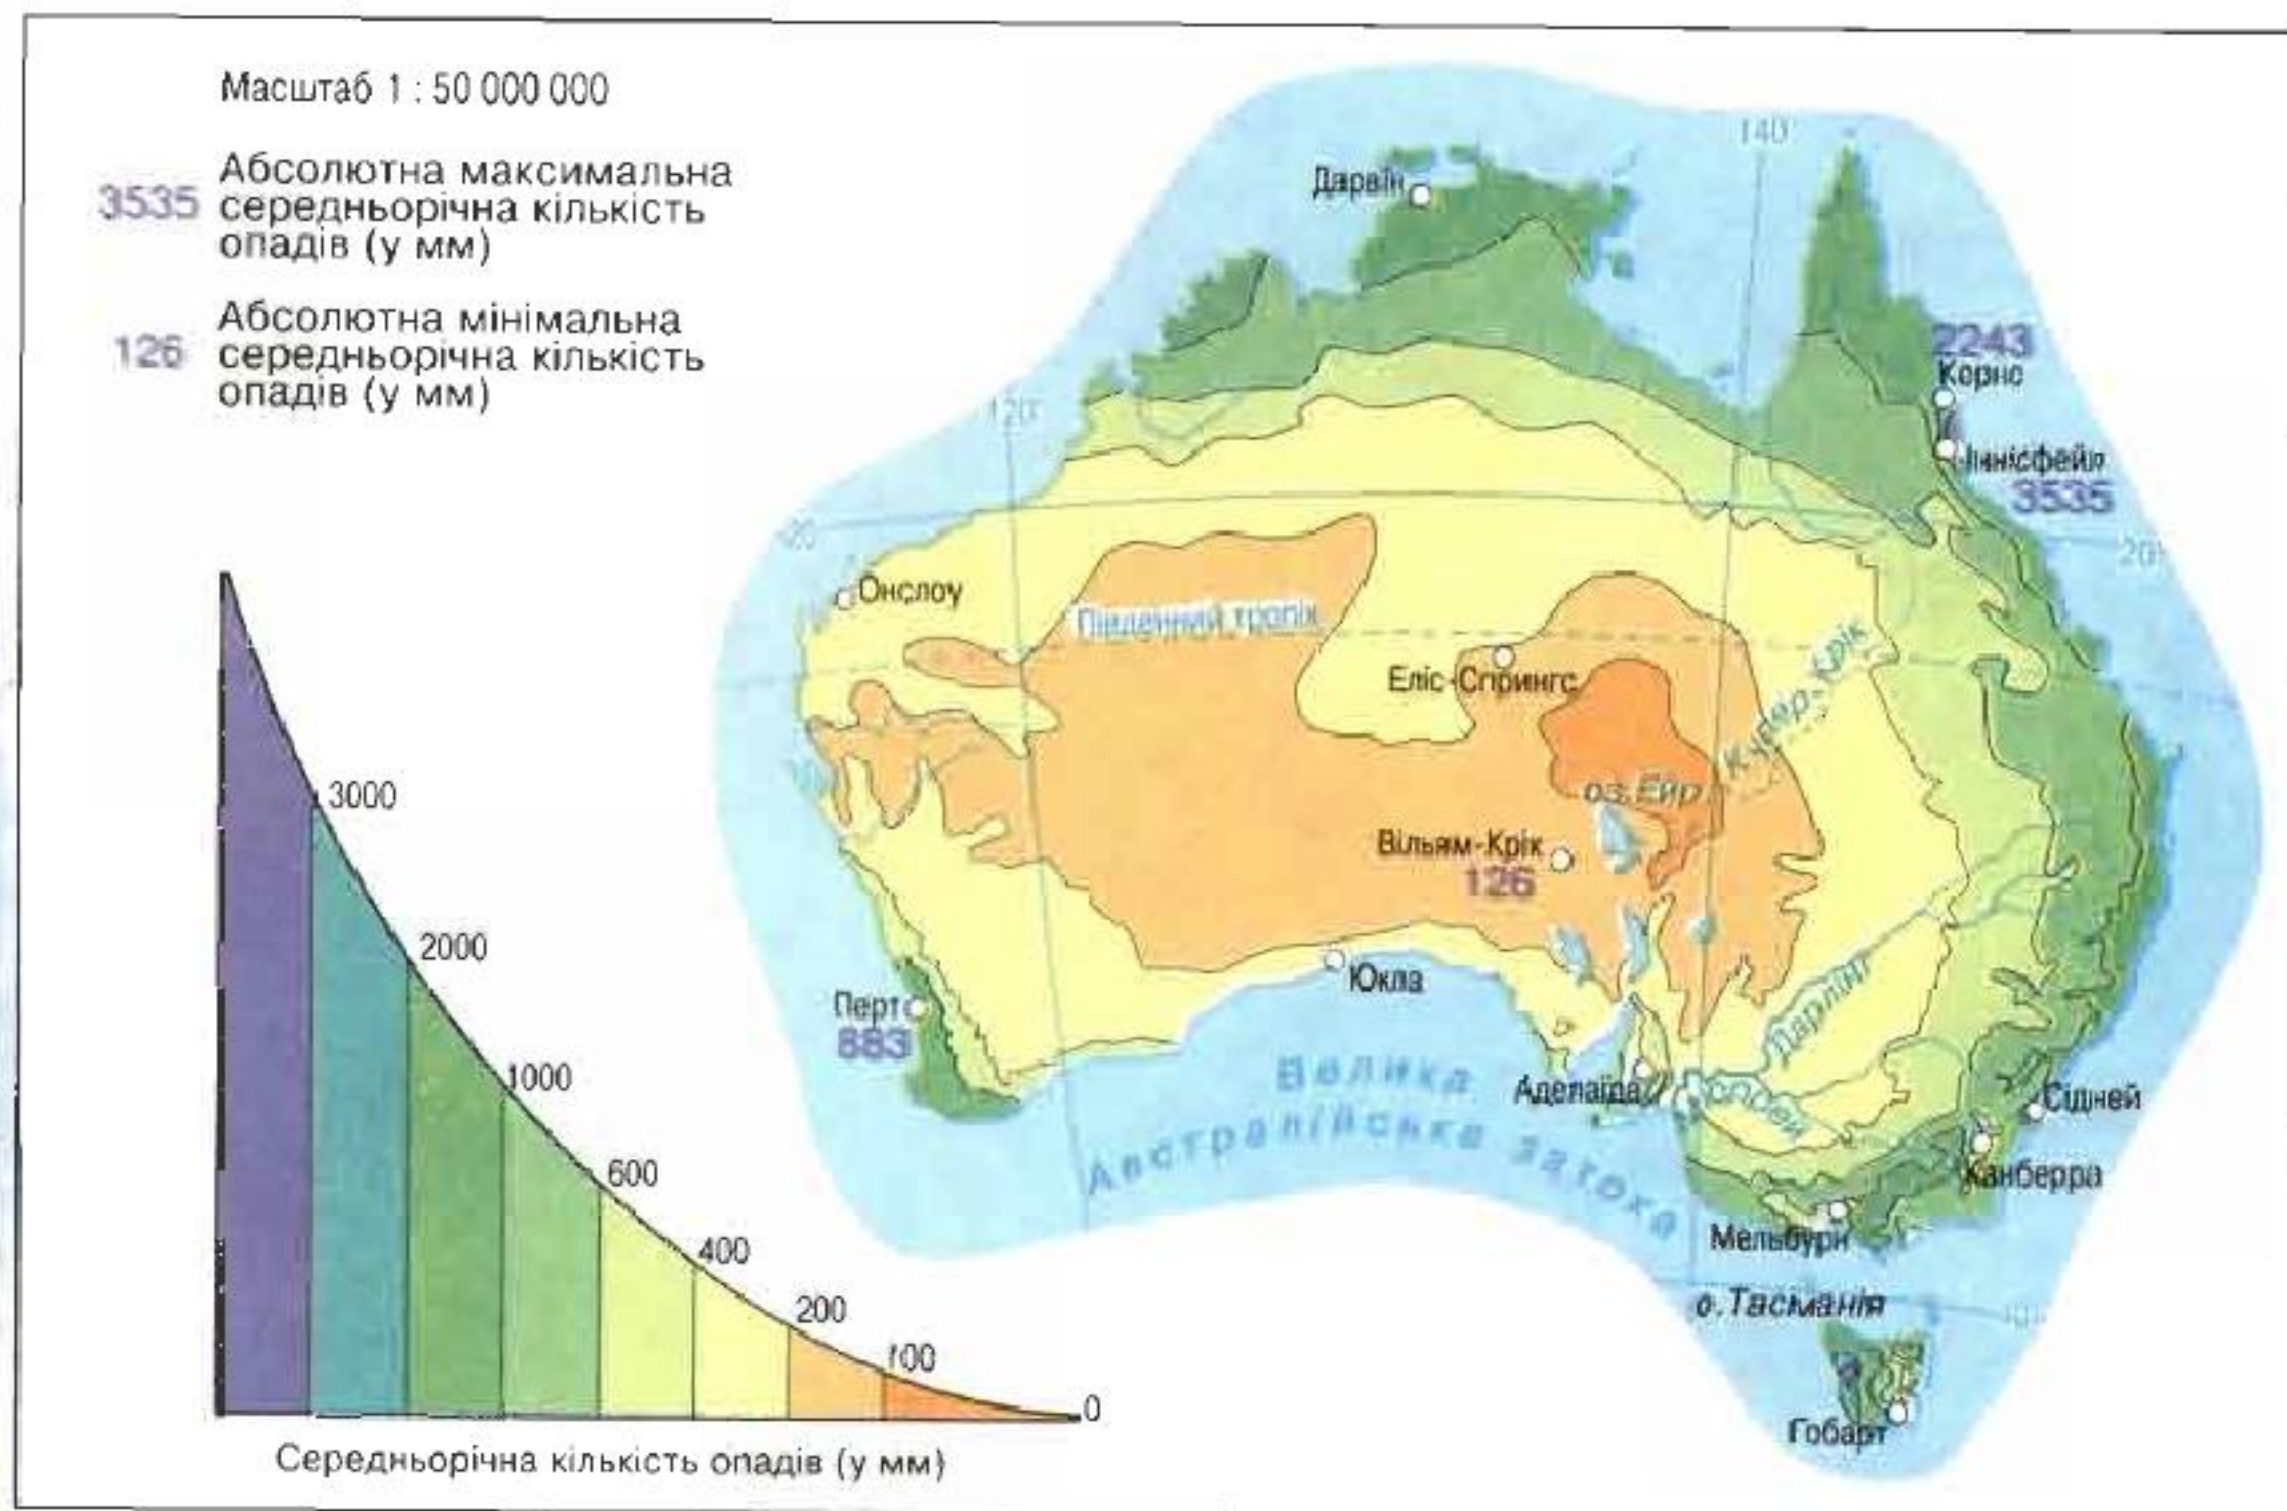 Масштаб 1 : 50 000 000
3535 Абсолютна максимальна
середньорічна кількість
опадів (у мм)
126 Абсолютна мінімальна
середньорічна кількість
опадів (у мм)
3000
2000
1000
600
400
200
100
0
Середньорічна кількість опадів (у мм)
140
Дарвін
2243
Кернс
120
Іннісфейл
3535
20
20
Онслоу
Південний тропік
Еліс-Спрингс
Купер-Крік
оз. Ейр
Вільям-Крік
126
Юкла
Дарлінг
Перт
883
Велика
Австралійська затока
Аделаїда
Сідней
Канберра
Мельбурн
о. Тасманія
Гобарт